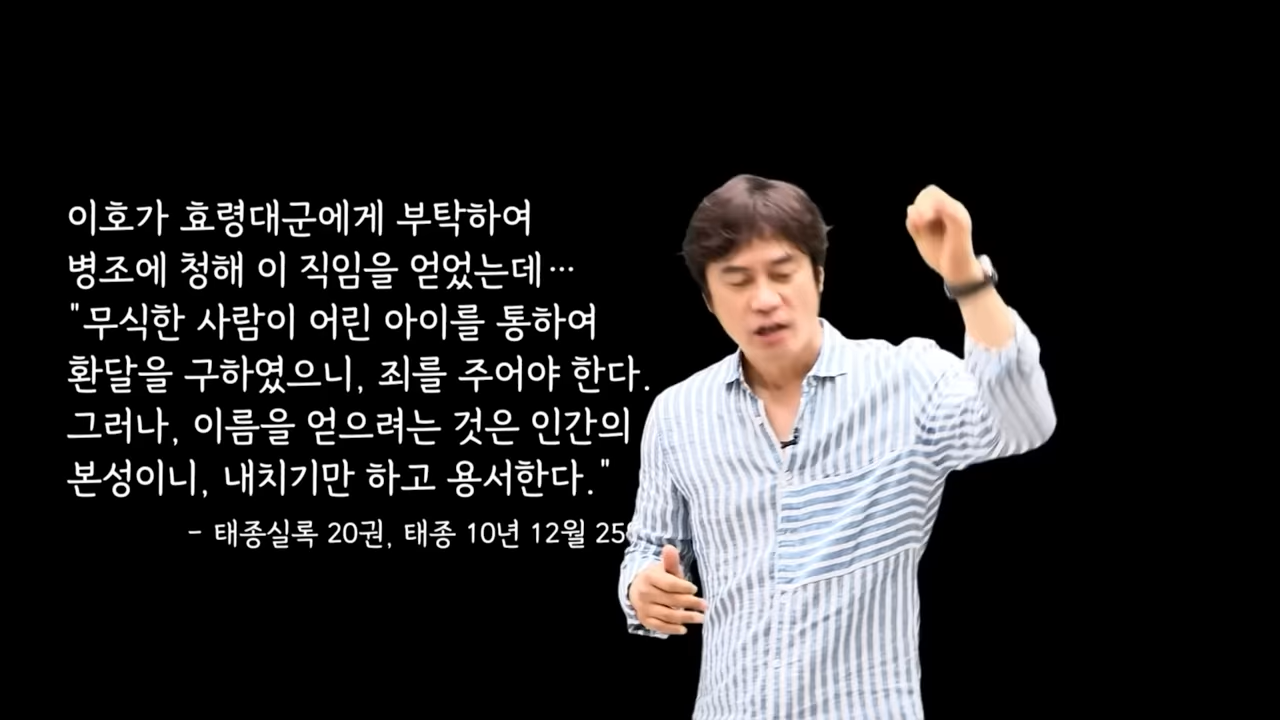 이호가 효령대군에게 부탁하여
병조에 청해 이 직임을 얻었는데…
"무식한 사람이 어린 아이를 통하여
환달을 구하였으니, 죄를 주어야 한다.
그러나, 이름을 얻으려는 것은 인간의
본성이니, 내치기만 하고 용서한다."
- 태종실록 20권, 태종 10년 12월 25